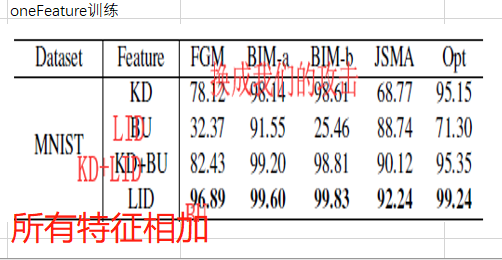 oneFeature训练
Dataset Feature FGM BIM-a BIM-b JSMA Opt
换成我们的攻击
KD 78.12 98.14 98.61 68.77 95.15
LID
BU 32.37 91.55 25.46 88.74 71.30
MNIST
KD+LID
KD+BU 82.43 99.20 98.81 90.12 95.35
LID 96.89 99.60 99.83 92.24 99.24
BU
所有特征相加